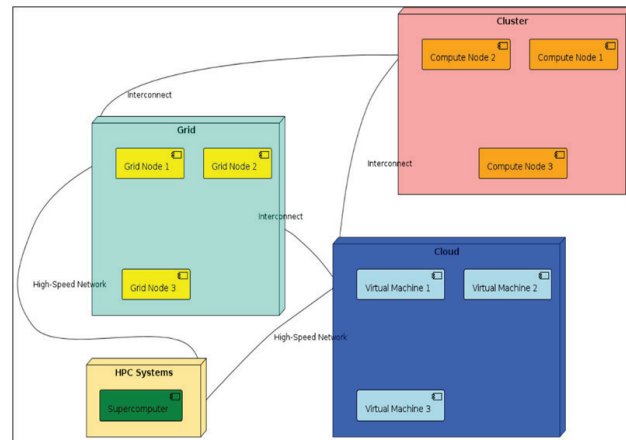 Cluster
Compute Node 2
Compute Node 1
Interconnect
Grid
Grid Node 1
Grid Node 2
Compute Node 3
Interconnect
Interconnect
Cloud
High-Speed Network
Grid Node 3
Virtual Machine 1
Virtual Machine 2
High-Speed Network
HPC Systems
Supercomputer
Virtual Machine 3